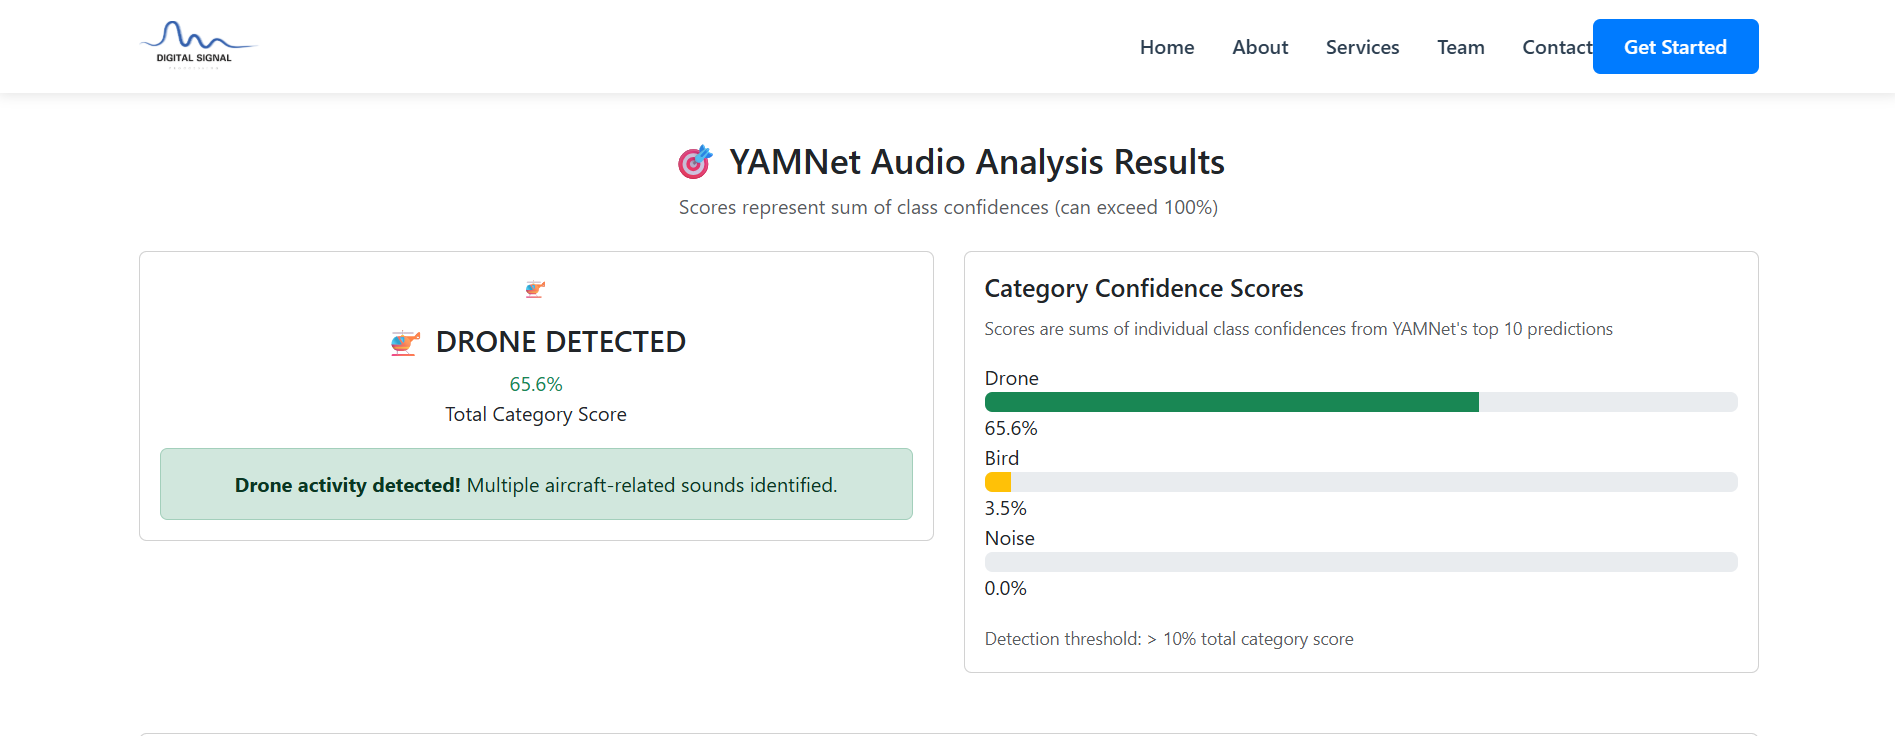 DIGITAL SIGNAL
Home
About
Services
Team
Contact
Get Started
YAMNet Audio Analysis Results
Scores represent sum of class confidences (can exceed 100%)
DRONE DETECTED
65.6%
Total Category Score
Drone activity detected! Multiple aircraft-related sounds identified.
Category Confidence Scores
Scores are sums of individual class confidences from YAMNet's top 10 predictions
Drone
65.6%
Bird
3.5%
Noise
0.0%
Detection threshold: > 10% total category score